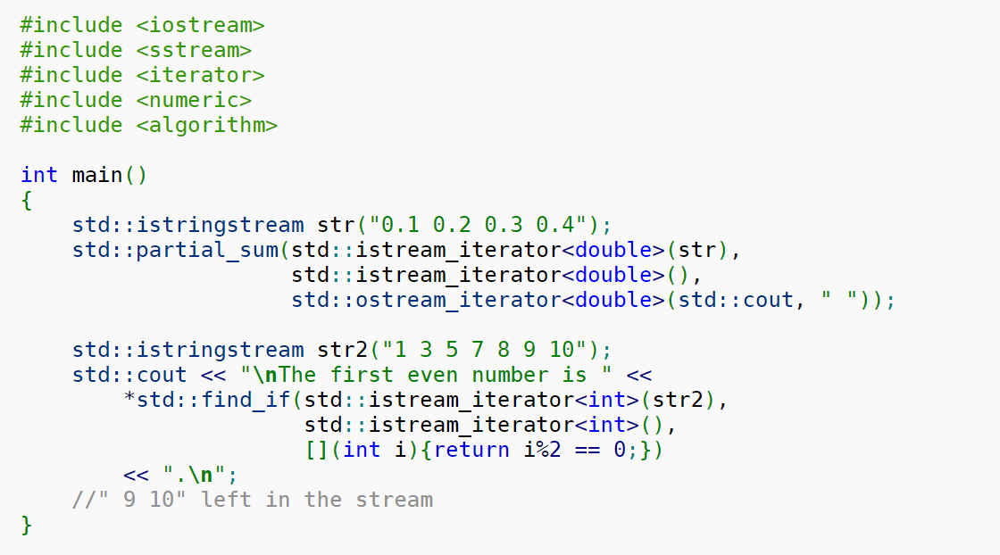 #include <iostream>
#include <sstream>
#include <iterator>
#include <numeric>
#include <algorithm>

int main()
{
    std::istringstream str("0.1 0.2 0.3 0.4");
    std::partial_sum(std::istream_iterator<double>(str),
                     std::istream_iterator<double>(),
                     std::ostream_iterator<double>(std::cout, " "));

    std::istringstream str2("1 3 5 7 8 9 10");
    std::cout << "\nThe first even number is " <<
        *std::find_if(std::istream_iterator<int>(str2),
                      std::istream_iterator<int>(),
                      [](int i){return i%2 == 0;})
        << ".\n";
    //" 9 10" left in the stream
}